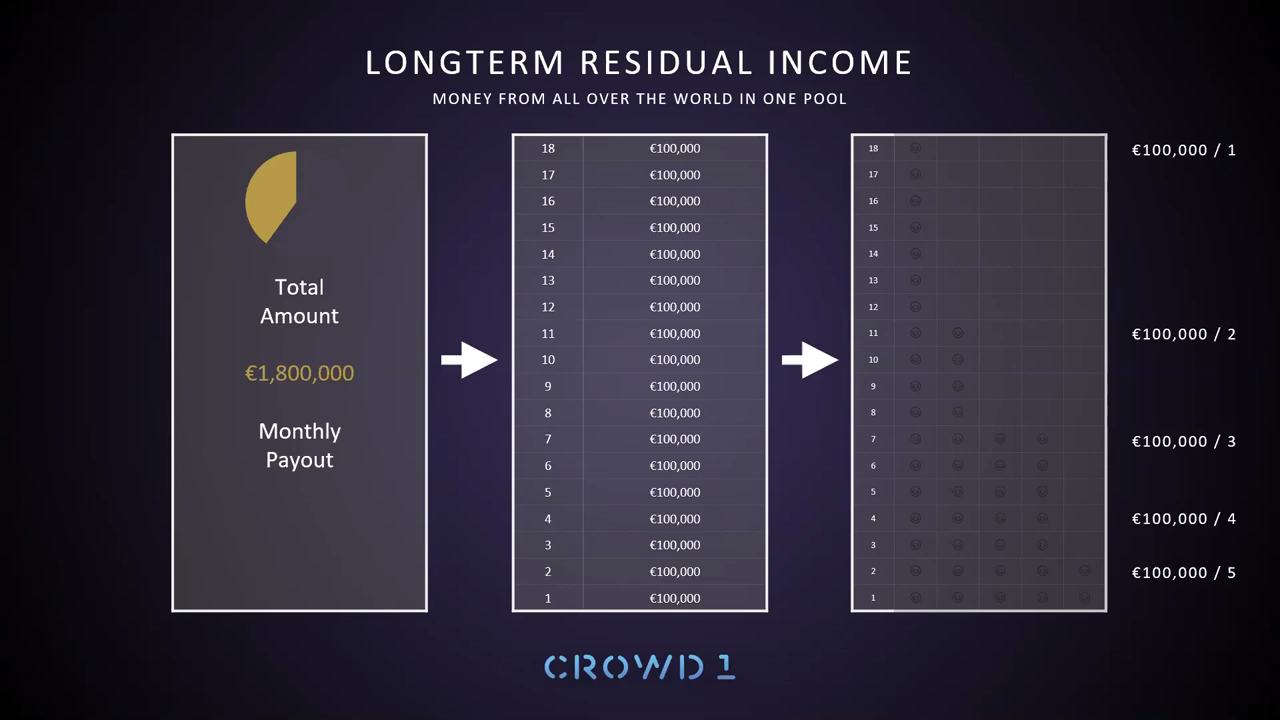 LONGTERM RESIDUAL INCOME
MONEY FROM ALL OVER THE WORLD IN ONE POOL
Total
Amount
€1,800,000
Monthly
Payout
18 €100,000
17 €100,000
16 €100,000
15 €100,000
14 €100,000
13 €100,000
12 €100,000
11 €100,000
10 €100,000
9 €100,000
8 €100,000
7 €100,000
6 €100,000
5 €100,000
4 €100,000
3 €100,000
2 €100,000
1 €100,000
18 €100,000 / 1
17
16
15
14
13
12
11 €100,000 / 2
10
9
8
7 €100,000 / 3
6
5
4 €100,000 / 4
3
2 €100,000 / 5
1
CROWD 1